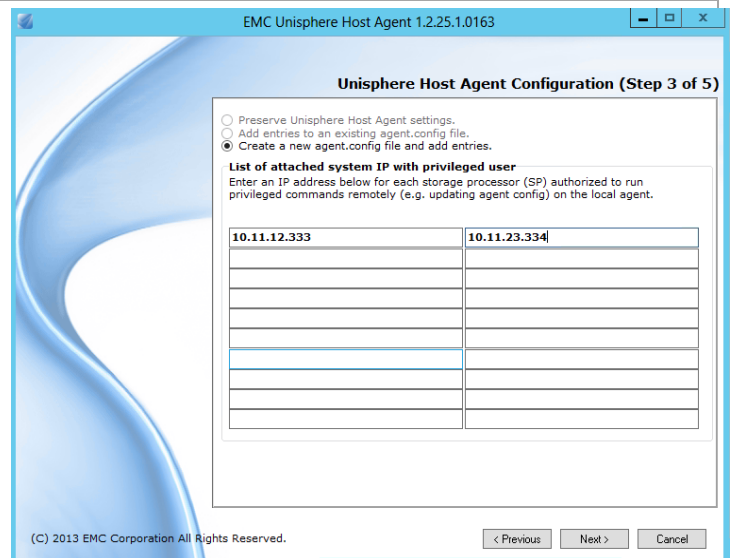 EMC Unisphere Host Agent 1.2.25.1.0163
Unisphere Host Agent Configuration (Step 3 of 5)
Preserve Unisphere Host Agent settings.
Add entries to an existing agent.config file.
Create a new agent.config file and add entries.
List of attached system IP with privileged user
Enter an IP address below for each storage processor (SP) authorized to run
privileged commands remotely (e.g. updating agent config) on the local agent.
10.11.12.333 10.11.23.334
(C) 2013 EMC Corporation All Rights Reserved.
< Previous Next > Cancel